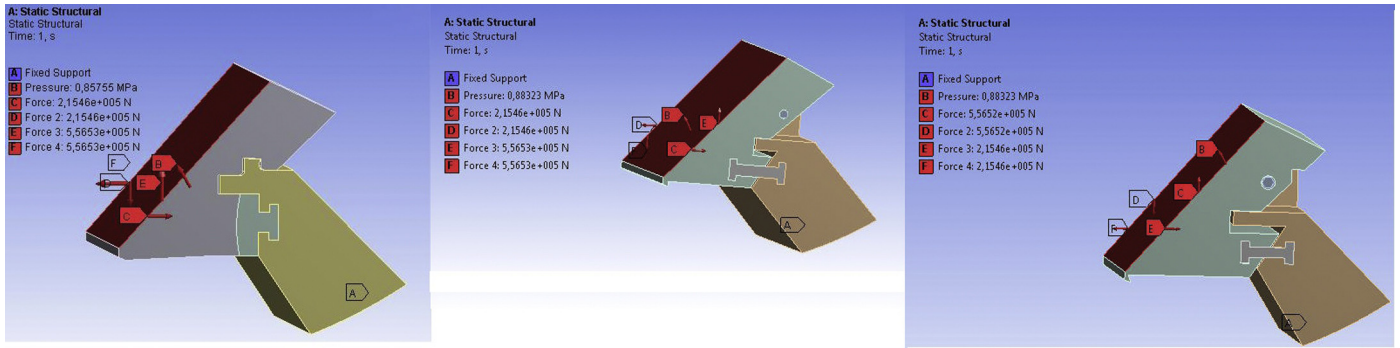 A: Static Structural
Static Structural
Time: 1, s
A Fixed Support
B Pressure: 0,85755 MPa
C Force: 2,1546e+005 N
D Force 2: 2,1546e+005 N
E Force 3: 5,5653e+005 N
F Force 4: 5,5653e+005 N
F
B
D
E
C
A
A: Static Structural
Static Structural
Time: 1, s
A Fixed Support
B Pressure: 0,88323 MPa
C Force: 2,1546e+005 N
D Force 2: 2,1546e+005 N
E Force 3: 5,5653e+005 N
F Force 4: 5,5653e+005 N
B
D
E
C
A
A: Static Structural
Static Structural
Time: 1, s
A Fixed Support
B Pressure: 0,88323 MPa
C Force: 5,5652e+005 N
D Force 2: 5,5652e+005 N
E Force 3: 2,1546e+005 N
F Force 4: 2,1546e+005 N
B
C
D
F
E
A